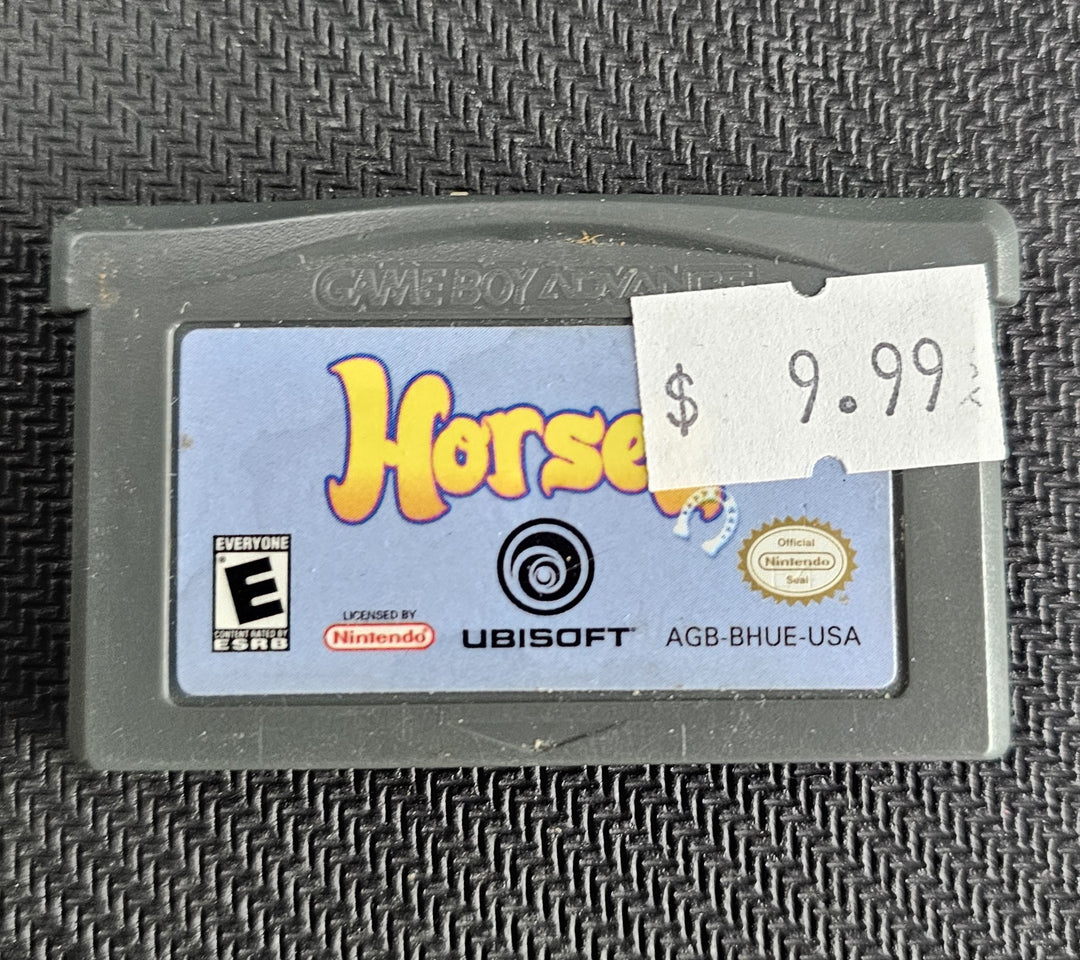 GAME BOY ADVANCE
$ 9.99
Horse
EVERYONE
E
CONTENT RATED BY
ESRB
LICENSED BY
Nintendo
UBISOFT
Official
Nintendo
Seal
AGB-BHUE-USA